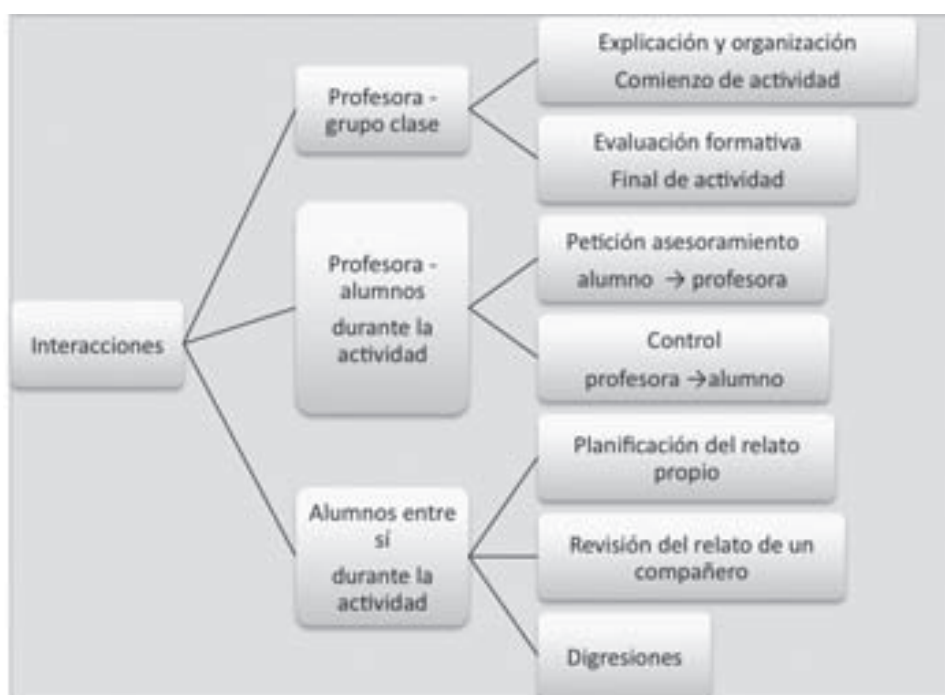 Interacciones
Profesora -
grupo clase
Explicación y organización
Comienzo de actividad
Evaluación formativa
Final de actividad
Profesora -
alumnos
durante la
actividad
Petición asesoramiento
alumno → profesora
Control
profesora →alumno
Alumnos entre
sí
durante la
actividad
Planificación del relato
propio
Revisión del relato de un
compañero
Digresiones